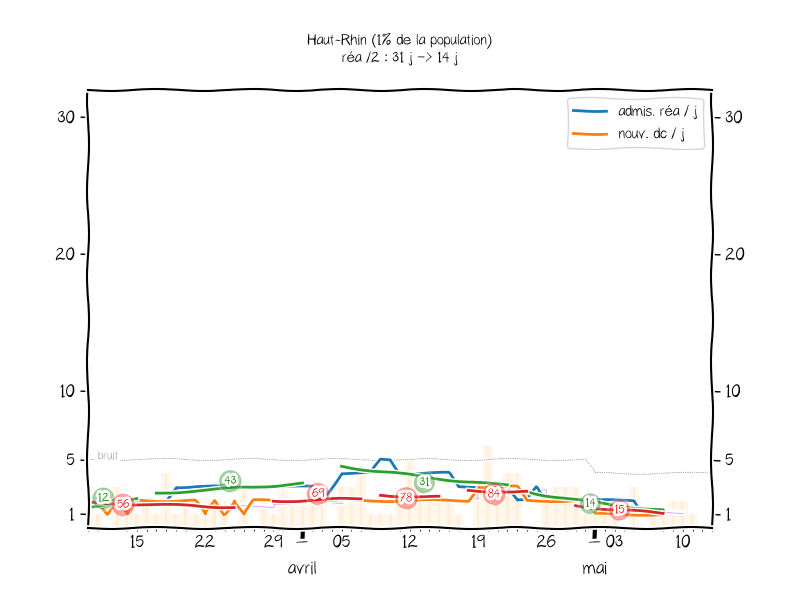 Haut-Rhin (1% de la population)
réa /2 : 31 j -> 14 j
admis. réa / j
nouv. dc / j
30 30
20 20
10 10
bruit
5 5
1 1
12 56 43 69 78 31 84 14 15
15 22 29 05 12 19 26 03 10
avril mai